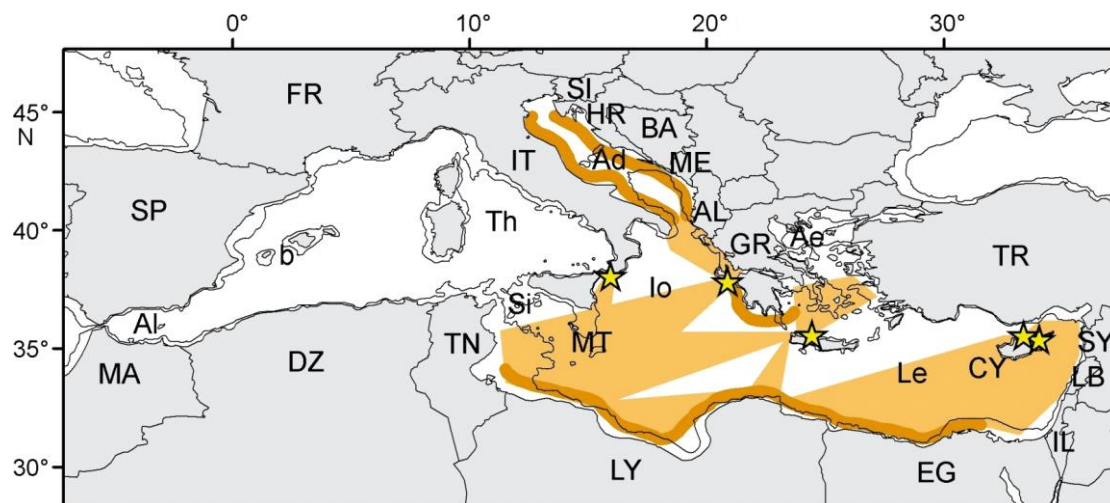 0° 10° 20° 30°
45°
N
40°
35°
30°
FR
SI
HR
BA
IT
Ad
ME
SP
Th
AL
GR
Ae
TR
b
Io
Al
Si
MA
DZ
TN
MT
Le
CY
SY
LB
LY
EG
IL